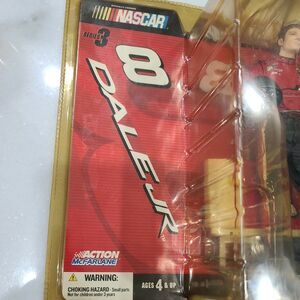 NASCAR
SERIES 3
8
DALE JR.
ACTION
McFARLANE
WARNING:
CHOKING HAZARD - Small parts
Not for children under 3 years
AGES 4 & UP